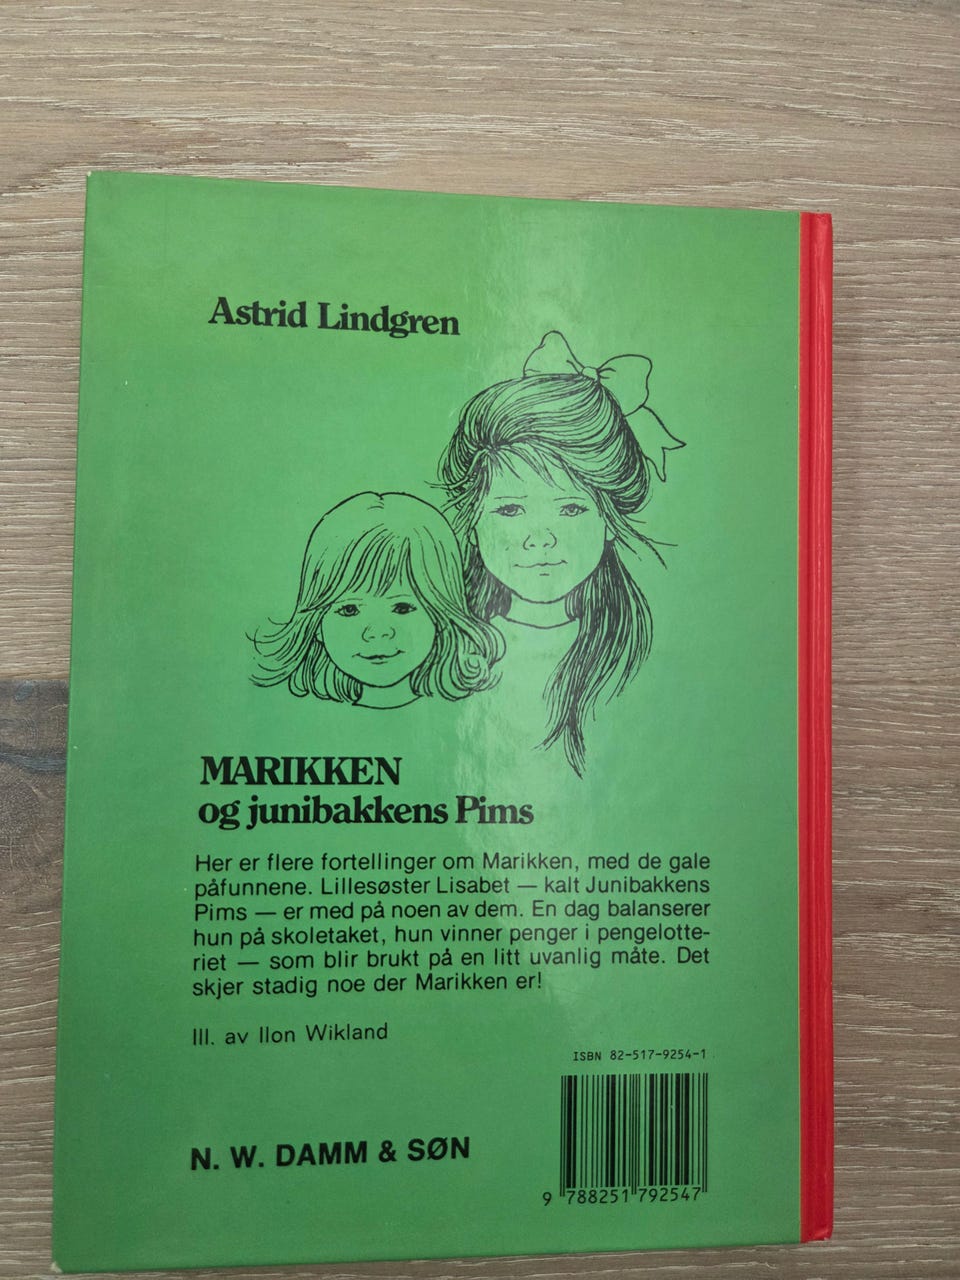 Astrid Lindgren
MARIKKEN
og junibakkens Pims
Her er flere fortellinger om Marikken, med de gale
påfunnene. Lillesøster Lisabet — kalt Junibakkens
Pims — er med på noen av dem. En dag balanserer
hun på skoletaket, hun vinner penger i pengelotte-
riet — som blir brukt på en litt uvanlig måte. Det
skjer stadig noe der Marikken er!
Ill. av Ilon Wikland
ISBN 82-517-9254-1
N. W. DAMM & SØN
9 788251 792547